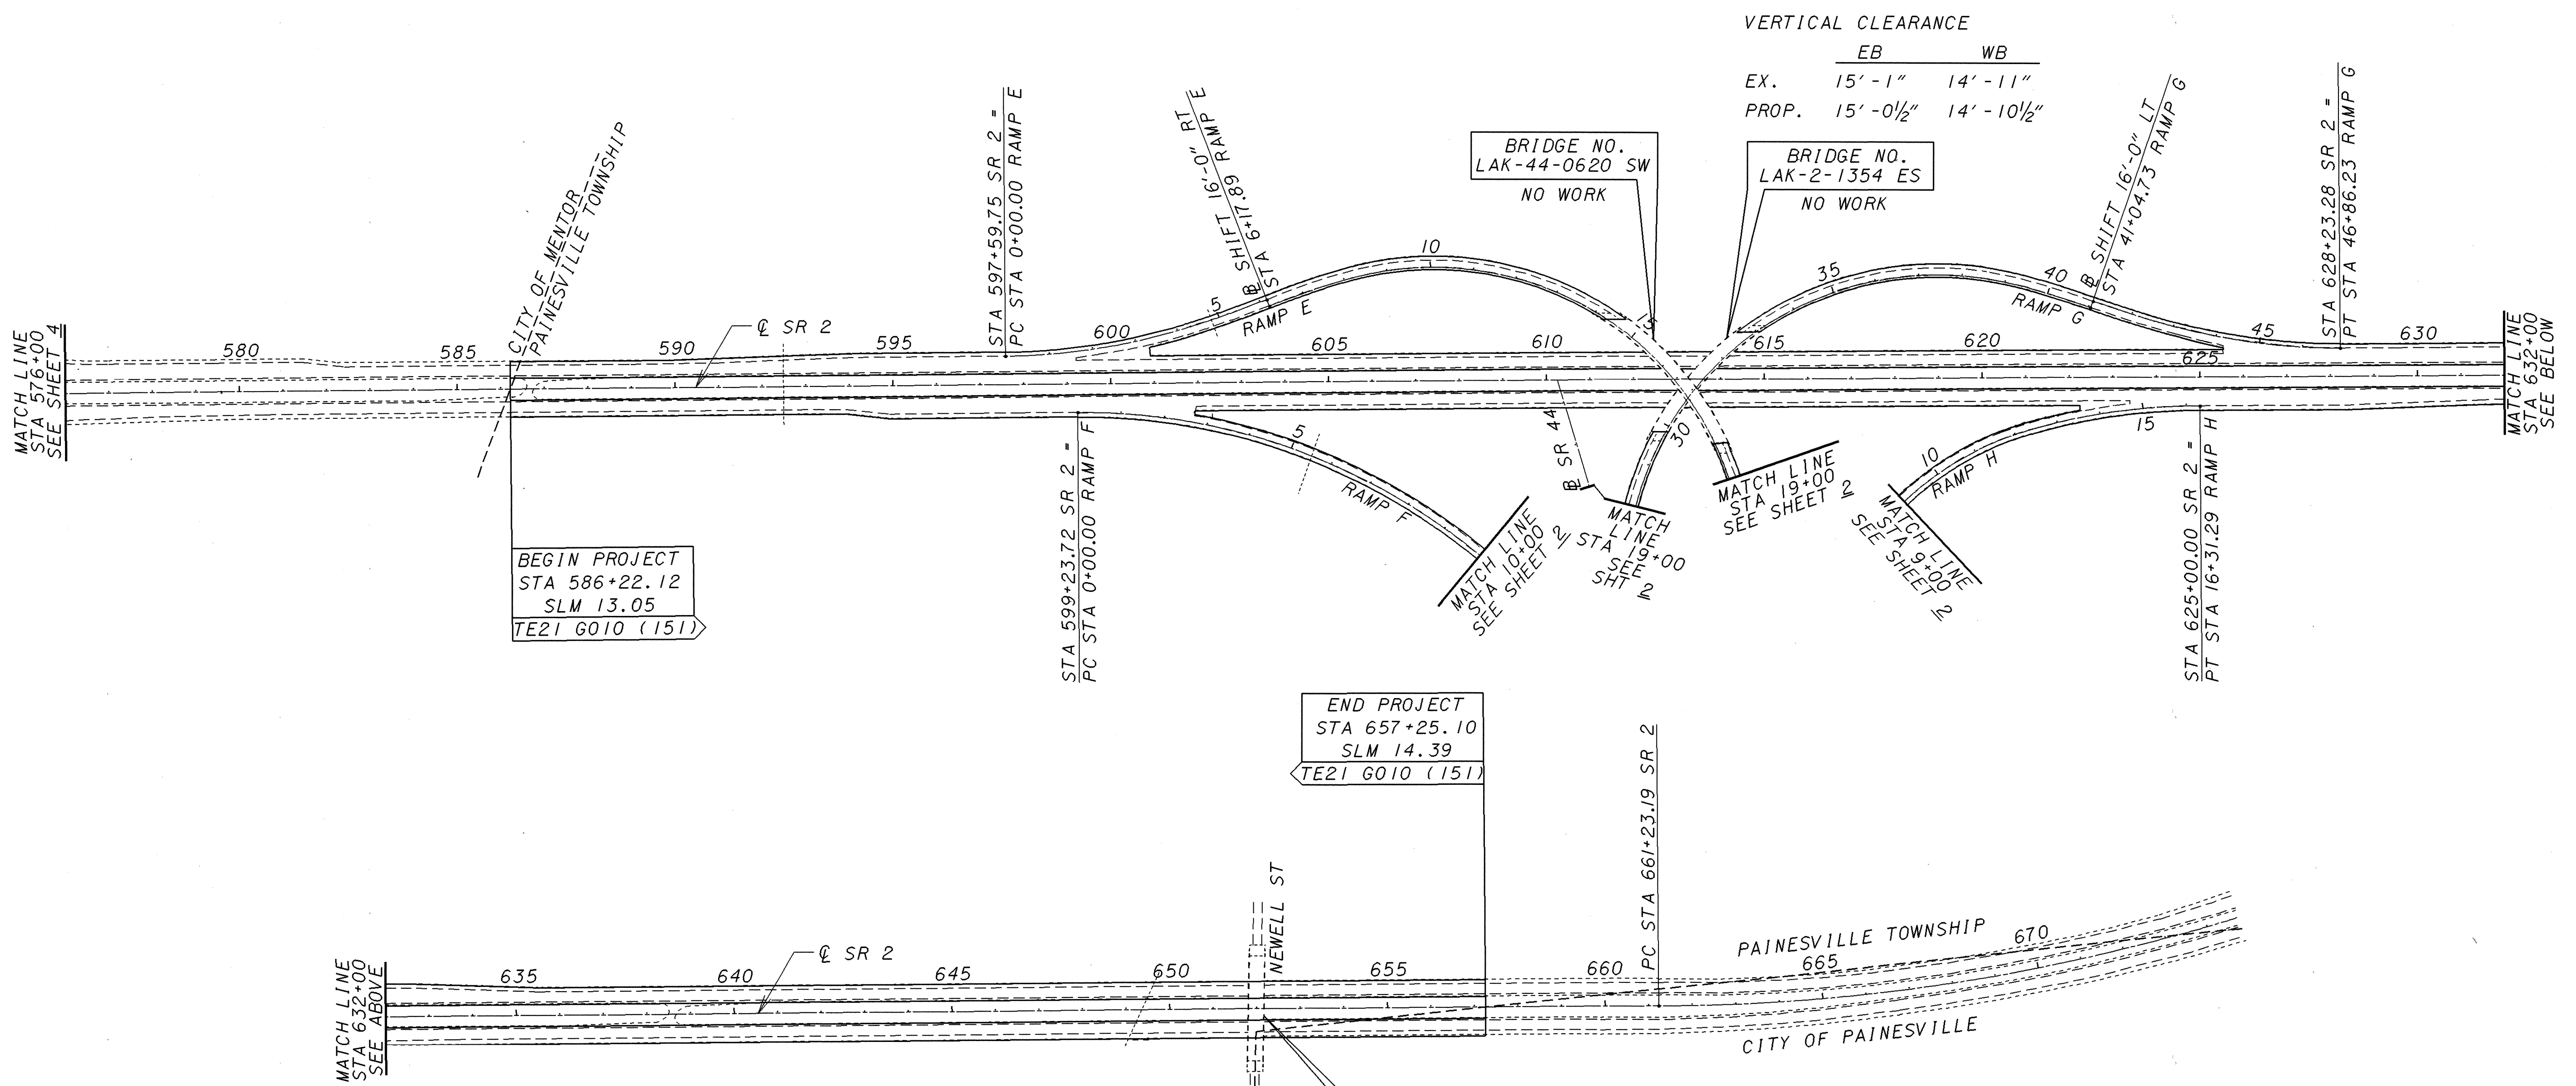 VERTICAL CLEARANCE
EB WB
EX. 15'-1" 14'-11"
PROP. 15'-0½" 14'-10½"
MATCH LINE
STA 576+00
SEE SHEET 4
580
585
CITY OF MENTOR
PAINESVILLE TOWNSHIP
590
℄ SR 2
595
STA 597+59.75 SR 2 =
PC STA 0+00.00 RAMP E
600
5
RAMP E
B SHIFT 16'-0" RT
STA 6+17.89 RAMP E
10
605
610
15
BRIDGE NO.
LAK-44-0620 SW
NO WORK
BRIDGE NO.
LAK-2-1354 ES
NO WORK
615
35
620
RAMP G
40
B SHIFT 16'-0" LT
STA 41+04.73 RAMP G
625
45
STA 628+23.28 SR 2 =
PT STA 46+86.23 RAMP G
630
MATCH LINE
STA 632+00
SEE BELOW
BEGIN PROJECT
STA 586+22.12
SLM 13.05
TE21 G010 (151)
STA 599+23.72 SR 2 =
PC STA 0+00.00 RAMP F
5
RAMP F
MATCH LINE
STA 10+00
SEE SHEET 2
B SR 44
30
MATCH
LINE
STA 19+00
SEE
SHT 2
MATCH LINE
STA 19+00
SEE SHEET 2
10
RAMP H
15
MATCH LINE
STA 9+00
SEE SHEET 2
STA 625+00.00 SR 2 =
PT STA 16+31.29 RAMP H
END PROJECT
STA 657+25.10
SLM 14.39
TE21 G010 (151)
MATCH LINE
STA 632+00
SEE ABOVE
635
640
℄ SR 2
645
650
NEWELL ST
655
660
PC STA 661+23.19 SR 2
PAINESVILLE TOWNSHIP
665
670
CITY OF PAINESVILLE